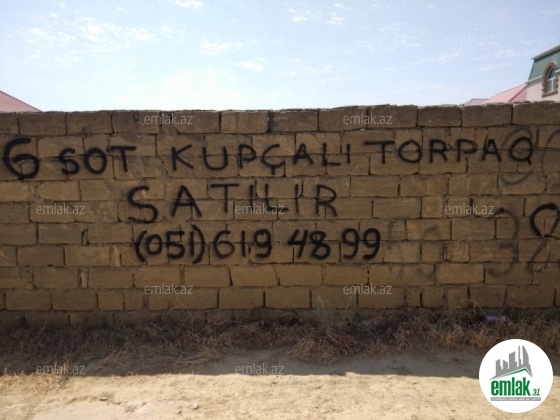 6 SOT KUPÇALI TORPAQ
SATILIR
(051) 619 48 99
emlak.az